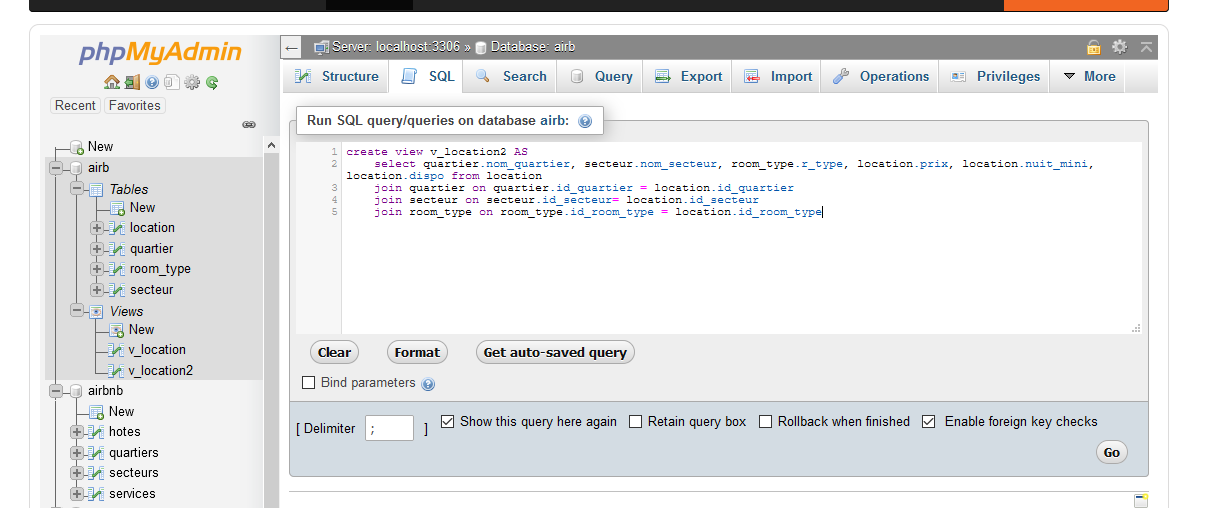 phpMyAdmin
Recent Favorites
New
airb
Tables
New
location
quartier
room_type
secteur
Views
New
v_location
v_location2
airbnb
New
hotes
quartiers
secteurs
services
← Server: localhost:3306 » Database: airb
Structure SQL Search Query Export Import Operations Privileges More
Run SQL query/queries on database airb:
1 create view v_location2 AS
2 select quartier.nom_quartier, secteur.nom_secteur, room_type.r_type, location.prix, location.nuit_mini,
location.dispo from location
3 join quartier on quartier.id_quartier = location.id_quartier
4 join secteur on secteur.id_secteur= location.id_secteur
5 join room_type on room_type.id_room_type = location.id_room_type
Clear Format Get auto-saved query
Bind parameters
[ Delimiter ; ] Show this query here again Retain query box Rollback when finished Enable foreign key checks
Go